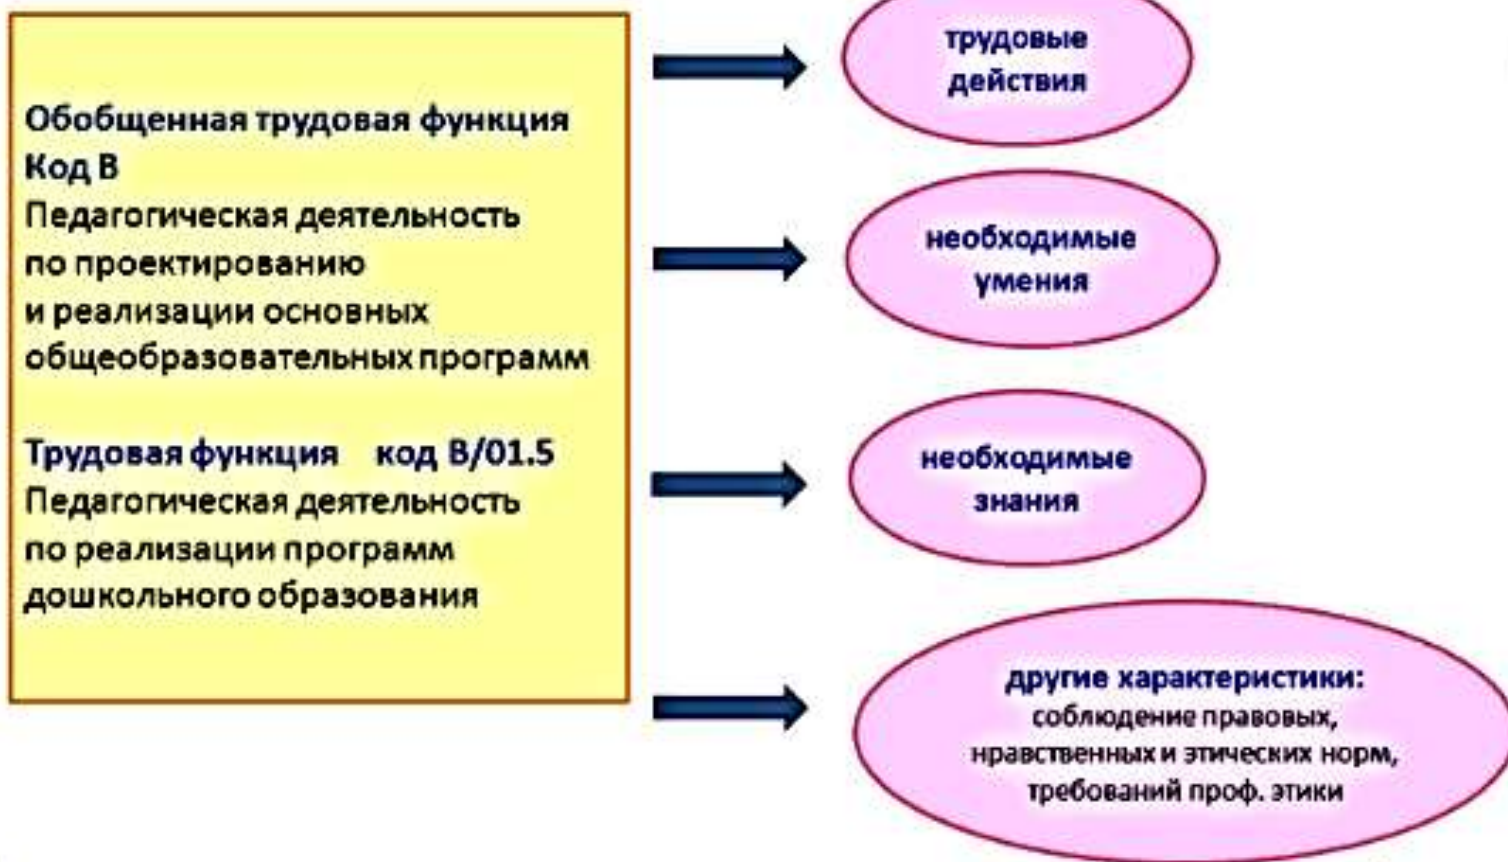 Обобщенная трудовая функция
Код В
Педагогическая деятельность
по проектированию
и реализации основных
общеобразовательных программ
Трудовая функция код В/01.5
Педагогическая деятельность
по реализации программ
дошкольного образования
трудовые
действия
необходимые
умения
необходимые
знания
другие характеристики:
соблюдение правовых,
нравственных и этических норм,
требований проф. этики